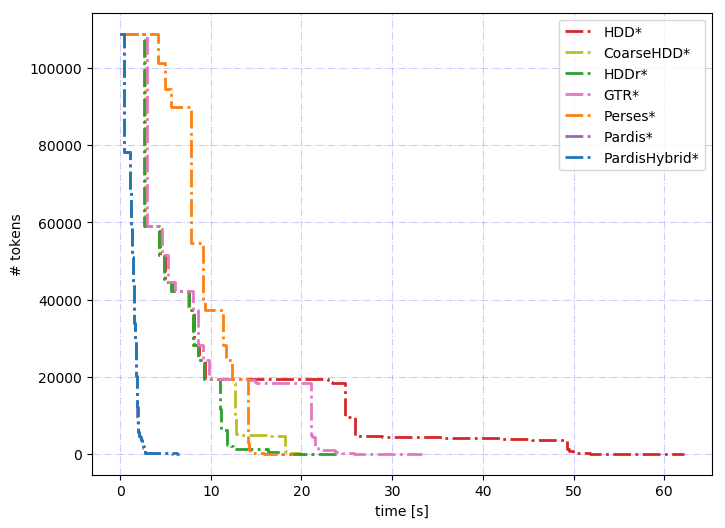 HDD*
CoarseHDD*
HDDr*
GTR*
Perses*
Pardis*
PardisHybrid*
100000
80000
60000
40000
20000
0
# tokens
0 10 20 30 40 50 60
time [s]